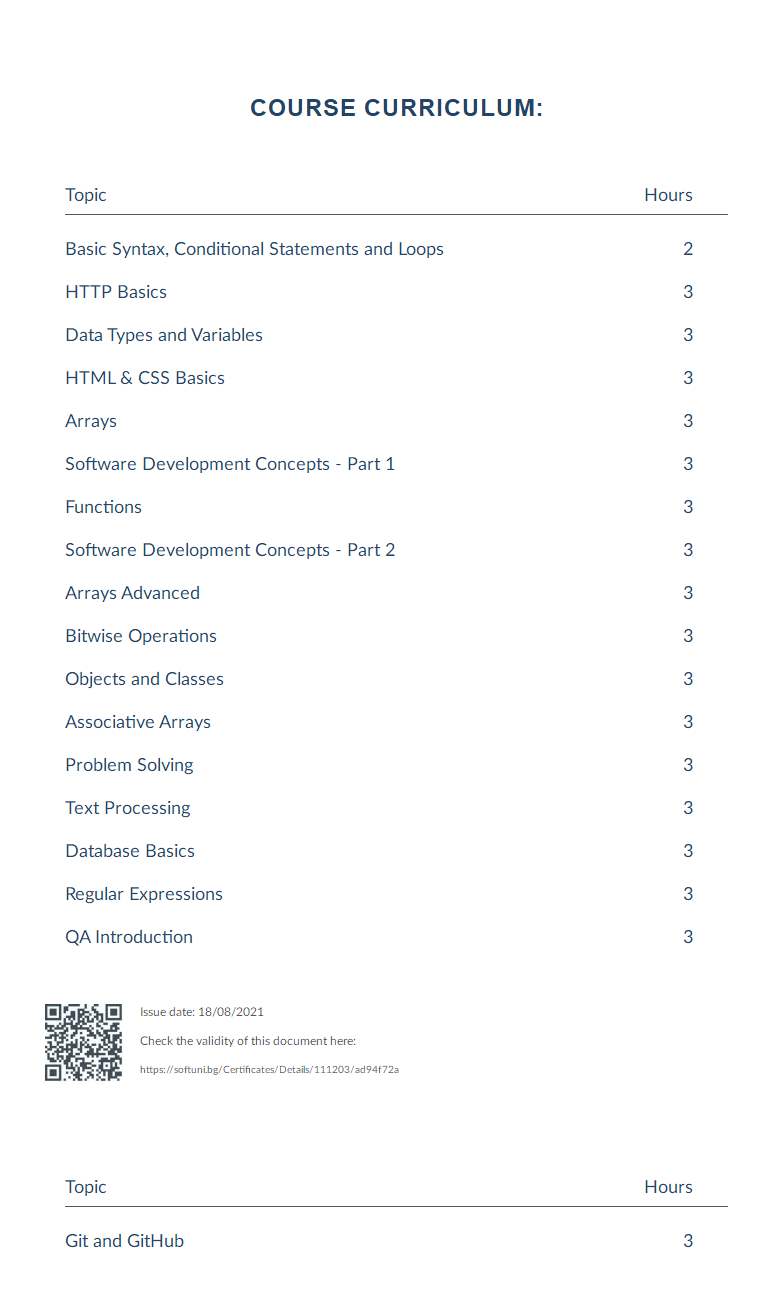 COURSE CURRICULUM:
Topic Hours
Basic Syntax, Conditional Statements and Loops 2
HTTP Basics 3
Data Types and Variables 3
HTML & CSS Basics 3
Arrays 3
Software Development Concepts - Part 1 3
Functions 3
Software Development Concepts - Part 2 3
Arrays Advanced 3
Bitwise Operations 3
Objects and Classes 3
Associative Arrays 3
Problem Solving 3
Text Processing 3
Database Basics 3
Regular Expressions 3
QA Introduction 3
Issue date: 18/08/2021
Check the validity of this document here:
https://softuni.bg/Certificates/Details/111203/ad94f72a
Topic Hours
Git and GitHub 3